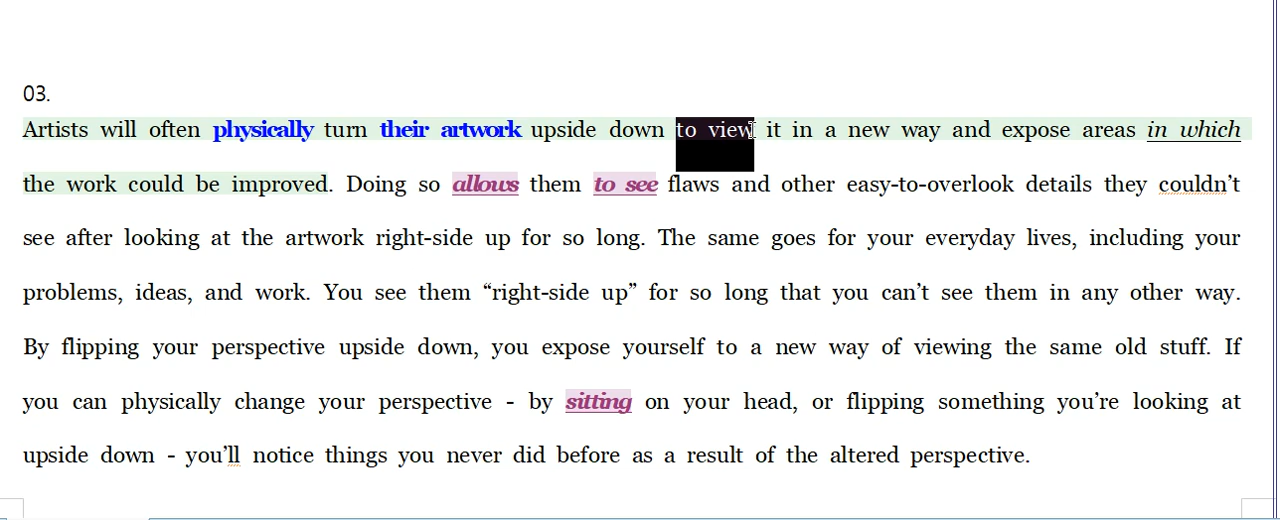 03.
Artists will often physically turn their artwork upside down to view it in a new way and expose areas in which
the work could be improved. Doing so allows them to see flaws and other easy-to-overlook details they couldn’t
see after looking at the artwork right-side up for so long. The same goes for your everyday lives, including your
problems, ideas, and work. You see them “right-side up” for so long that you can’t see them in any other way.
By flipping your perspective upside down, you expose yourself to a new way of viewing the same old stuff. If
you can physically change your perspective - by sitting on your head, or flipping something you’re looking at
upside down - you’ll notice things you never did before as a result of the altered perspective.